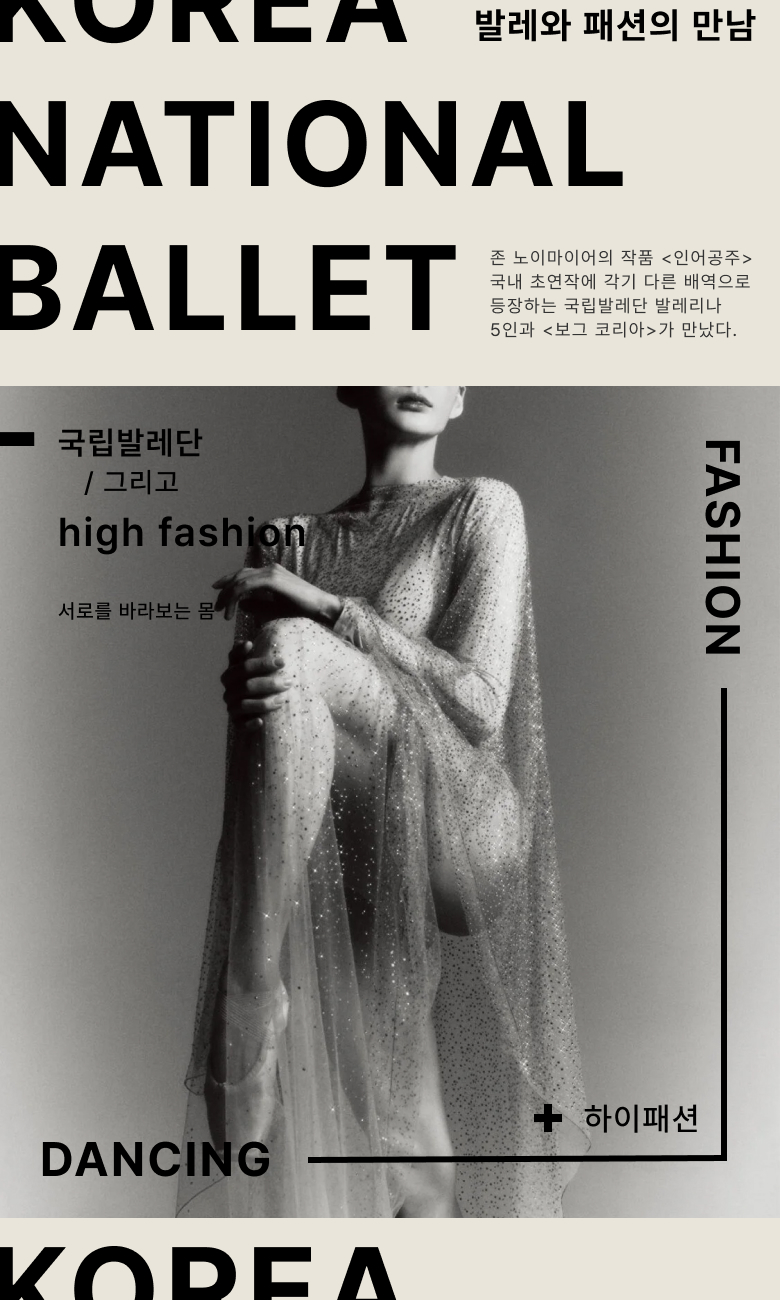 KOREA
발레와 패션의 만남
NATIONAL
BALLET
존 노이마이어의 작품 <인어공주>
국내 초연작에 각기 다른 배역으로
등장하는 국립발레단 발레리나
5인과 <보그 코리아>가 만났다.
국립발레단
/ 그리고
high fashion
서로를 바라보는 몸
FASHION
+ 하이패션
DANCING
KOREA